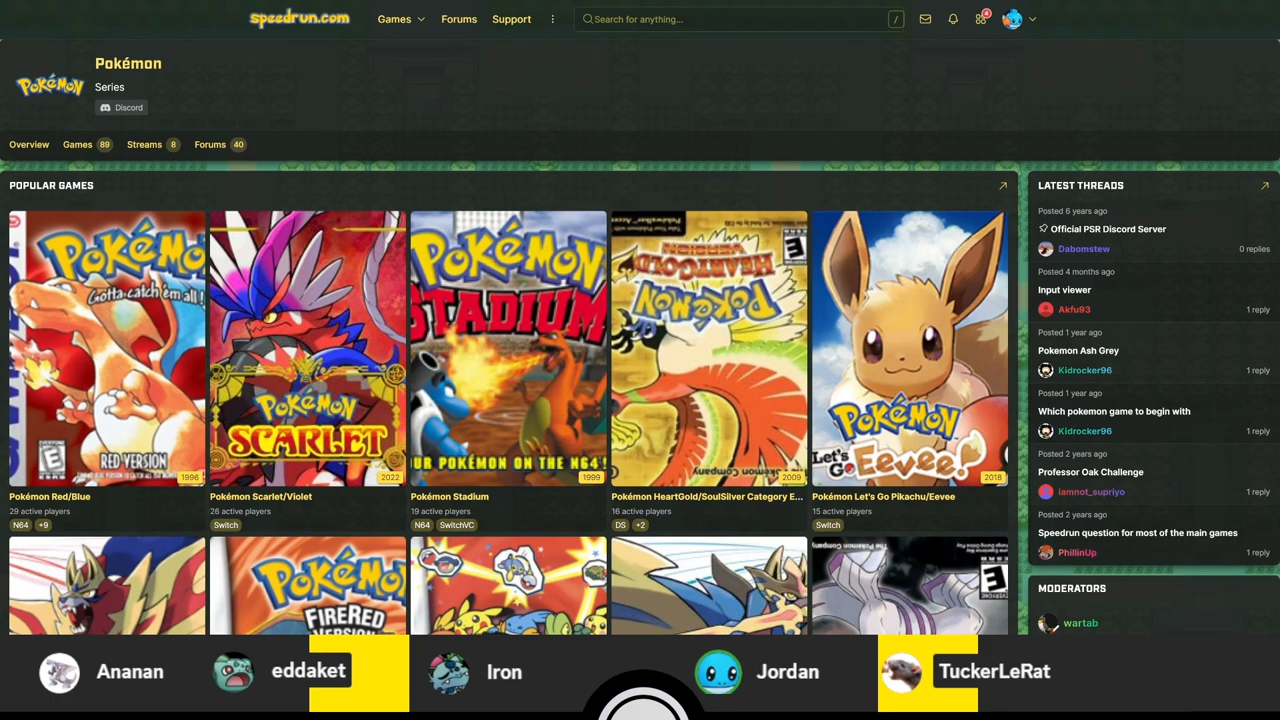 speedrun.com
Games
Forums
Support
Search for anything...
/
4
POKÉMON
Pokémon
Series
Discord
Overview
Games 89
Streams 8
Forums 40
POPULAR GAMES
POKÉMON
Gotta catch 'em all!
EVERYONE
E
RED VERSION
1996
Pokémon Red/Blue
29 active players
N64 +9
POKÉMON
SCARLET
2022
Pokémon Scarlet/Violet
26 active players
Switch
POKÉMON
STADIUM
UR POKÉMON ON THE N64
1999
Pokémon Stadium
19 active players
N64 SwitchVC
E
HEARTGOLD
VERSION
POKÉMON
2009
Pokémon HeartGold/SoulSilver Category E...
16 active players
DS +2
POKÉMON
Let's Go Eevee!
2018
Pokémon Let's Go Pikachu/Eevee
15 active players
Switch
POKÉMON
FIRERED
VERSION
E
LATEST THREADS
Posted 6 years ago
Official PSR Discord Server
Dabomstew 0 replies
Posted 4 months ago
Input viewer
Akfu93 1 reply
Posted 1 year ago
Pokemon Ash Grey
Kidrocker96 1 reply
Posted 1 year ago
Which pokemon game to begin with
Kidrocker96 1 reply
Posted 2 years ago
Professor Oak Challenge
iamnot_supriyo 1 reply
Posted 2 years ago
Speedrun question for most of the main games
PhillinUp 1 reply
MODERATORS
wartab
Ananan
eddaket
Iron
Jordan
TuckerLeRat